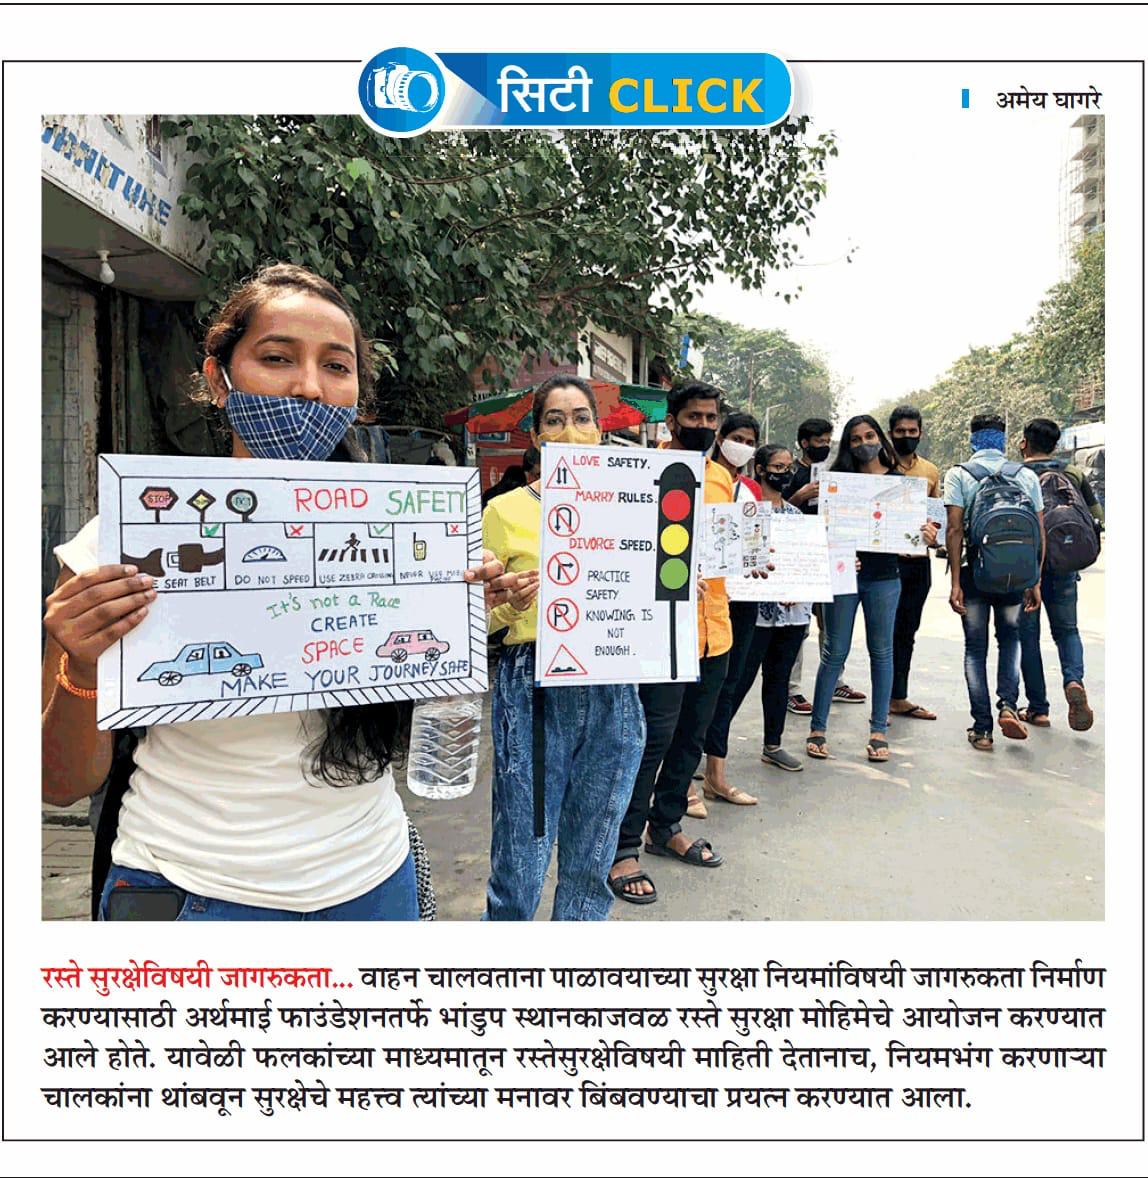 सिटी CLICK
अमेय घागरे
ROAD SAFETY
STOP
SEAT BELT
DO NOT SPEED
USE ZEBRA CROSSING
NEVER USE
It's not a Race
CREATE
SPACE
MAKE YOUR JOURNEY SAFE
LOVE SAFETY.
MARRY RULES.
DIVORCE SPEED.
PRACTICE
SAFETY.
KNOWING IS
NOT
ENOUGH.
रस्ते सुरक्षेविषयी जागरुकता... वाहन चालवताना पाळावयाच्या सुरक्षा नियमांविषयी जागरुकता निर्माण
करण्यासाठी अर्थमाई फाउंडेशनतर्फे भांडुप स्थानकाजवळ रस्ते सुरक्षा मोहिमेचे आयोजन करण्यात
आले होते. यावेळी फलकांच्या माध्यमातून रस्तेसुरक्षेविषयी माहिती देतानाच, नियमभंग करणाऱ्या
चालकांना थांबवून सुरक्षेचे महत्त्व त्यांच्या मनावर बिंबवण्याचा प्रयत्न करण्यात आला.